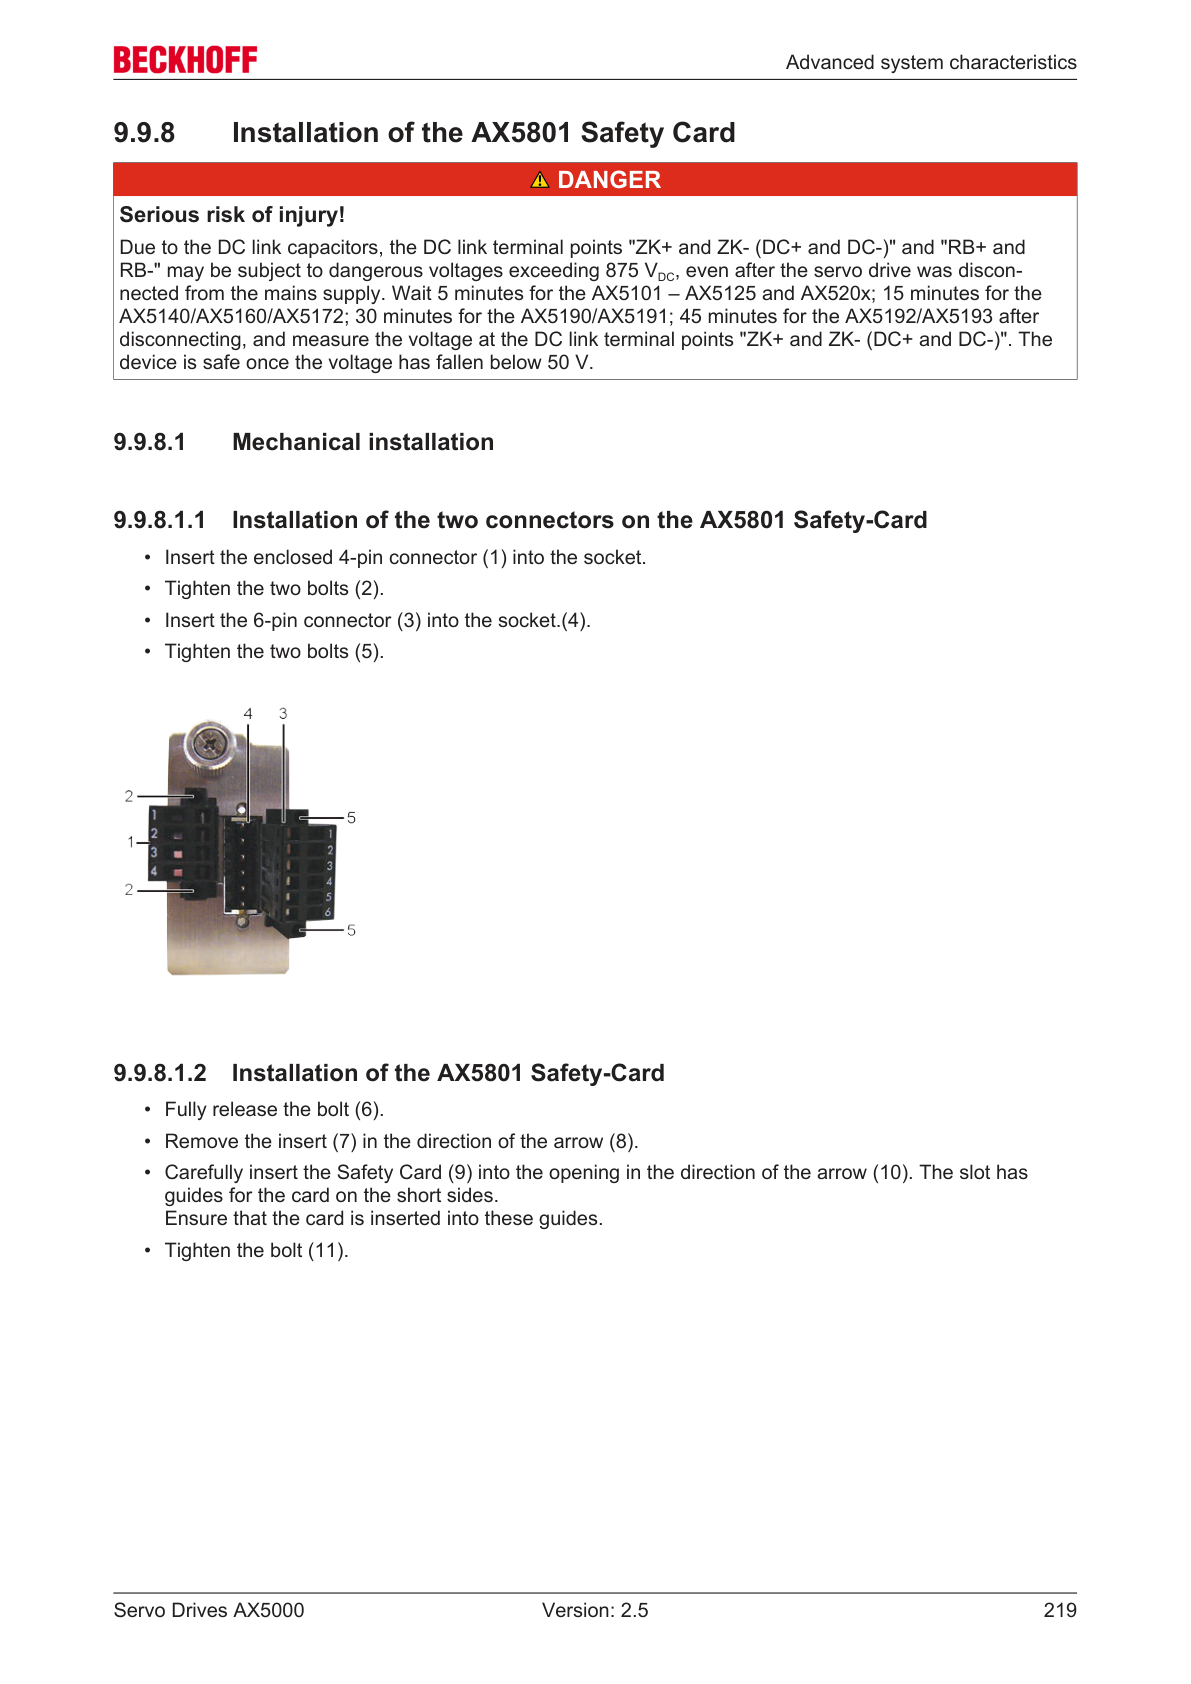 BECKHOFF
Advanced system characteristics
9.9.8 Installation of the AX5801 Safety Card
DANGER
Serious risk of injury!
Due to the DC link capacitors, the DC link terminal points "ZK+ and ZK- (DC+ and DC-)" and "RB+ and
RB-" may be subject to dangerous voltages exceeding 875 VDC, even after the servo drive was discon-
nected from the mains supply. Wait 5 minutes for the AX5101 – AX5125 and AX520x; 15 minutes for the
AX5140/AX5160/AX5172; 30 minutes for the AX5190/AX5191; 45 minutes for the AX5192/AX5193 after
disconnecting, and measure the voltage at the DC link terminal points "ZK+ and ZK- (DC+ and DC-)". The
device is safe once the voltage has fallen below 50 V.
9.9.8.1 Mechanical installation
9.9.8.1.1 Installation of the two connectors on the AX5801 Safety-Card
• Insert the enclosed 4-pin connector (1) into the socket.
• Tighten the two bolts (2).
• Insert the 6-pin connector (3) into the socket.(4).
• Tighten the two bolts (5).
4 3
2
5
1
2
5
1
2
3
4
1
2
3
4
5
6
9.9.8.1.2 Installation of the AX5801 Safety-Card
• Fully release the bolt (6).
• Remove the insert (7) in the direction of the arrow (8).
• Carefully insert the Safety Card (9) into the opening in the direction of the arrow (10). The slot has
guides for the card on the short sides.
Ensure that the card is inserted into these guides.
• Tighten the bolt (11).
Servo Drives AX5000 Version: 2.5 219